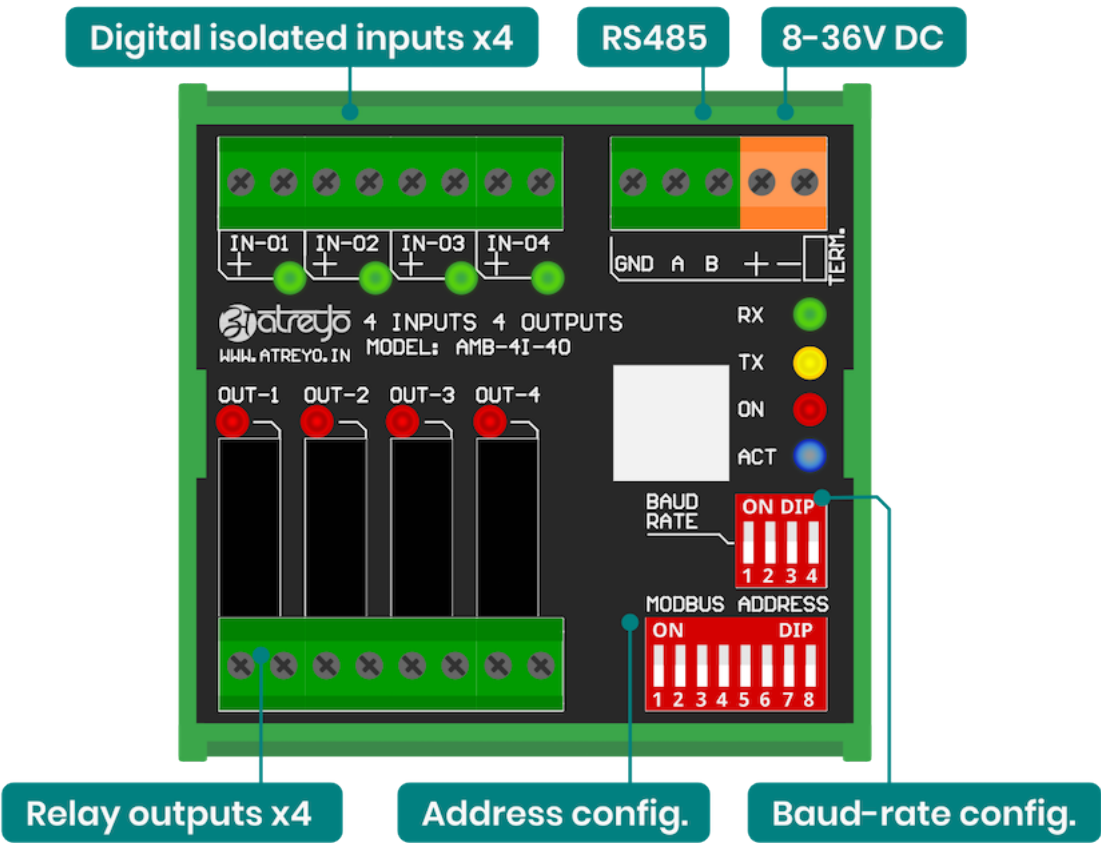 Digital isolated inputs x4
RS485
8-36V DC
IN-01 IN-02 IN-03 IN-04
+ + + +
GND A B + −
TERM.
atreyo
WWW.ATREYO.IN
4 INPUTS 4 OUTPUTS
MODEL: AMB-4I-4O
RX
TX
ON
ACT
OUT-1 OUT-2 OUT-3 OUT-4
BAUD
RATE
ON DIP
1 2 3 4
MODBUS ADDRESS
ON DIP
1 2 3 4 5 6 7 8
Relay outputs x4
Address config.
Baud-rate config.